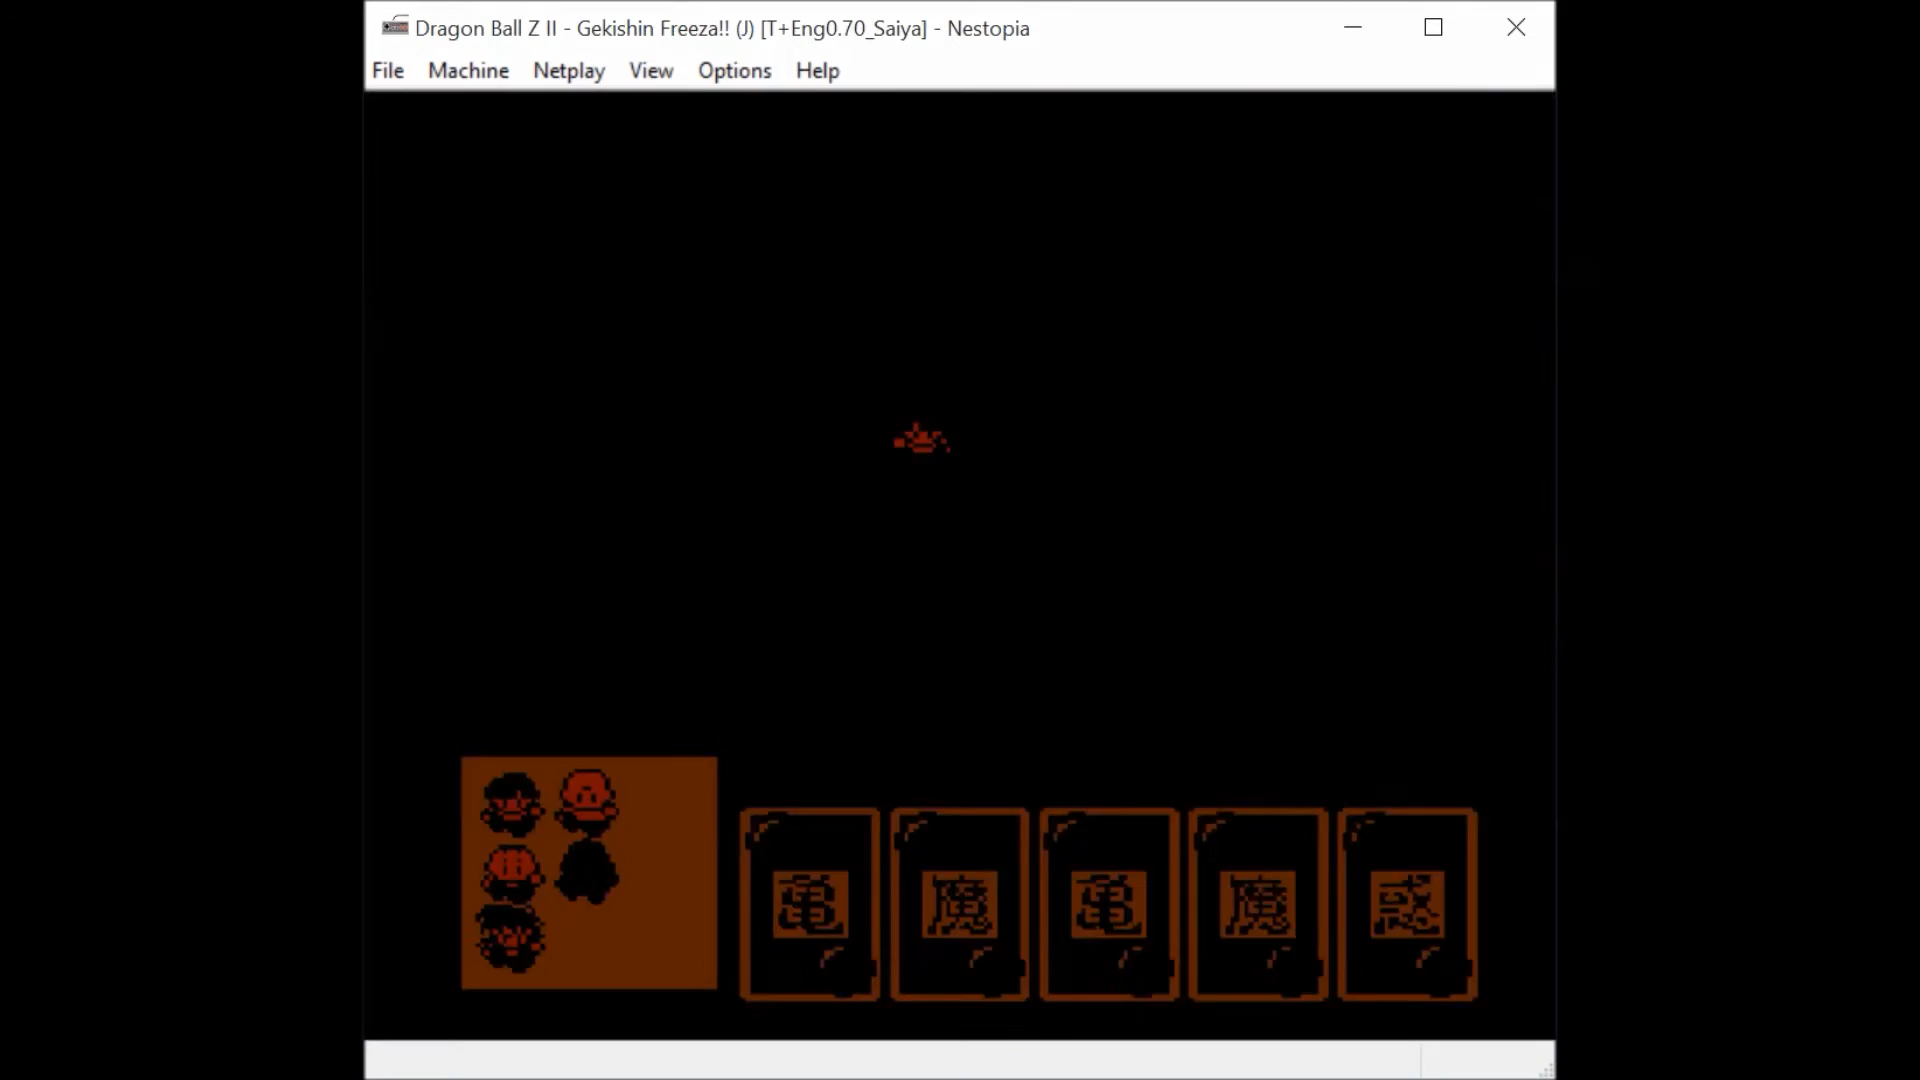 Dragon Ball Z II - Gekishin Freeza!! (J) [T+Eng0.70_Saiya] - Nestopia
File Machine Netplay View Options Help
亀 魔 亀 魔 惑